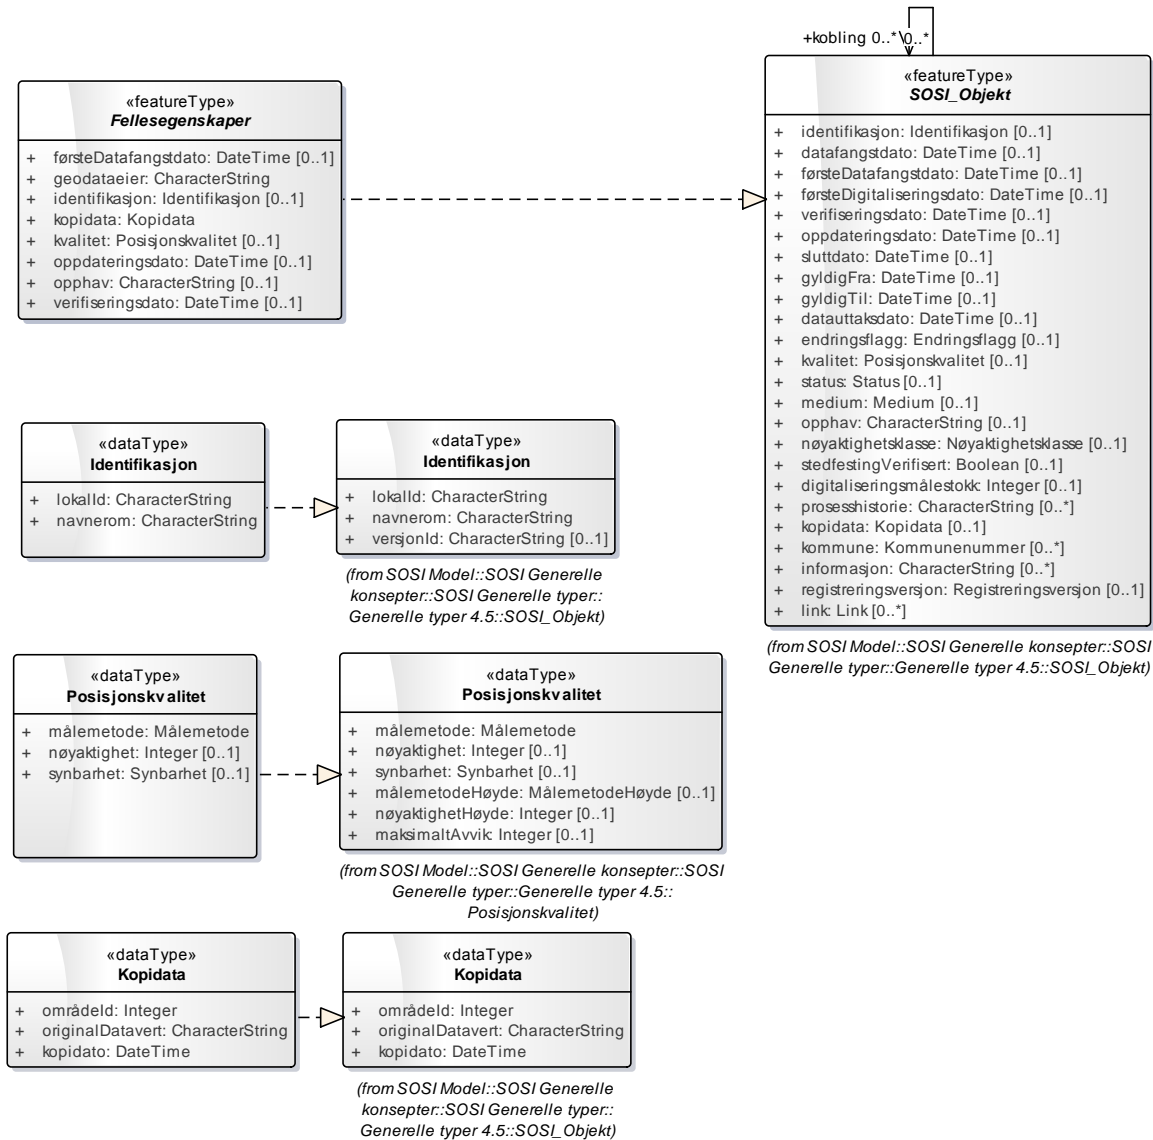 +kobling 0..*
0..*
«featureType»
Fellesegenskaper
+førsteDatafangstdato: DateTime [0..1]
+geodataeier: CharacterString
+identifikasjon: Identifikasjon [0..1]
+kopidata: Kopidata
+kvalitet: Posisjonskvalitet [0..1]
+oppdateringsdato: DateTime [0..1]
+opphav: CharacterString [0..1]
+verifiseringsdato: DateTime [0..1]
«featureType»
SOSI_Objekt
+identifikasjon: Identifikasjon [0..1]
+datafangstdato: DateTime [0..1]
+førsteDatafangstdato: DateTime [0..1]
+førsteDigitaliseringsdato: DateTime [0..1]
+verifiseringsdato: DateTime [0..1]
+oppdateringsdato: DateTime [0..1]
+sluttdato: DateTime [0..1]
+gyldigFra: DateTime [0..1]
+gyldigTil: DateTime [0..1]
+datauttaksdato: DateTime [0..1]
+endringsflagg: Endringsflagg [0..1]
+kvalitet: Posisjonskvalitet [0..1]
+status: Status [0..1]
+medium: Medium [0..1]
+opphav: CharacterString [0..1]
+nøyaktighetsklasse: Nøyaktighetsklasse [0..1]
+stedfestingVerifisert: Boolean [0..1]
+digitaliseringsmålestokk: Integer [0..1]
+prosesshistorie: CharacterString [0..*]
+kopidata: Kopidata [0..1]
+kommune: Kommunenummer [0..*]
+informasjon: CharacterString [0..*]
+registreringsversjon: Registreringsversjon [0..1]
+link: Link [0..*]
(from SOSI Model::SOSI Generelle konsepter::SOSI
Generelle typer::Generelle typer 4.5::SOSI_Objekt)
«dataType»
Identifikasjon
+lokalId: CharacterString
+navnerom: CharacterString
«dataType»
Identifikasjon
+lokalId: CharacterString
+navnerom: CharacterString
+versjonId: CharacterString [0..1]
(from SOSI Model::SOSI Generelle
konsepter::SOSI Generelle typer::
Generelle typer 4.5::SOSI_Objekt)
«dataType»
Posisjonskvalitet
+målemetode: Målemetode
+nøyaktighet: Integer [0..1]
+synbarhet: Synbarhet [0..1]
«dataType»
Posisjonskvalitet
+målemetode: Målemetode
+nøyaktighet: Integer [0..1]
+synbarhet: Synbarhet [0..1]
+målemetodeHøyde: MålemetodeHøyde [0..1]
+nøyaktighetHøyde: Integer [0..1]
+maksimaltAvvik: Integer [0..1]
(from SOSI Model::SOSI Generelle konsepter::SOSI
Generelle typer::Generelle typer 4.5::
Posisjonskvalitet)
«dataType»
Kopidata
+områdeId: Integer
+originalDatavert: CharacterString
+kopidato: DateTime
«dataType»
Kopidata
+områdeId: Integer
+originalDatavert: CharacterString
+kopidato: DateTime
(from SOSI Model::SOSI Generelle
konsepter::SOSI Generelle typer::
Generelle typer 4.5::SOSI_Objekt)